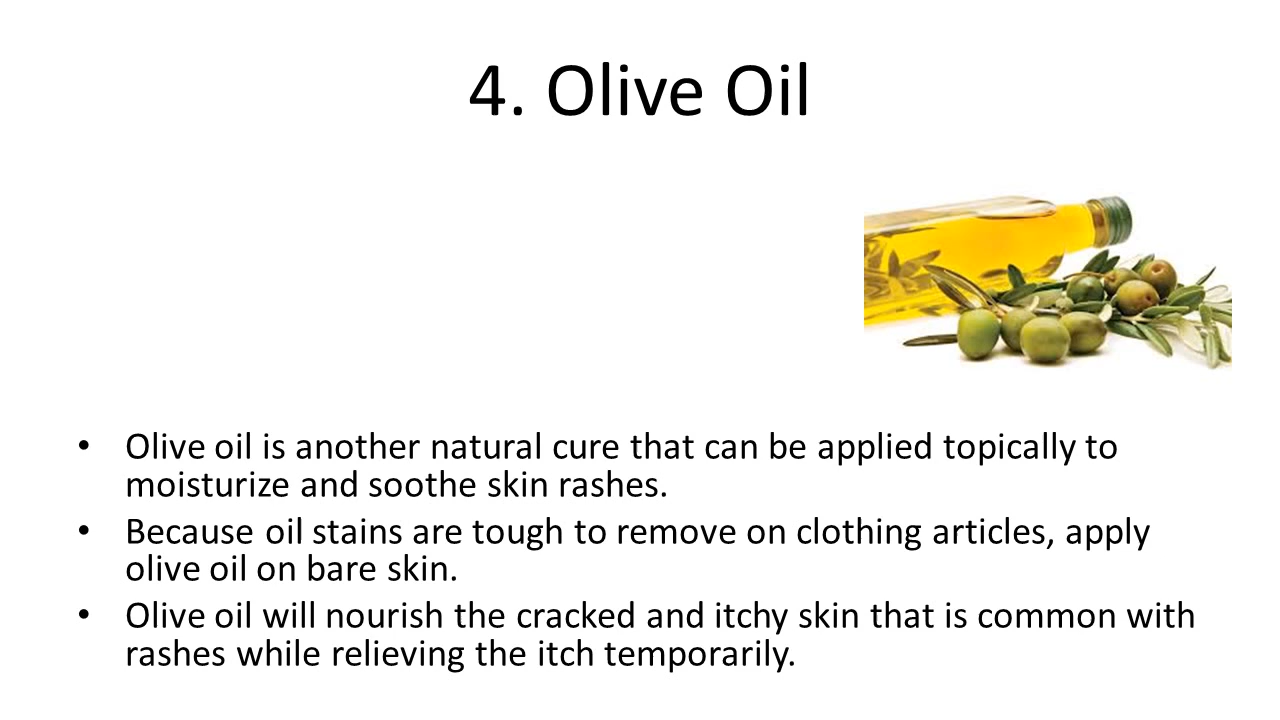 4. Olive Oil
• Olive oil is another natural cure that can be applied topically to
moisturize and soothe skin rashes.
• Because oil stains are tough to remove on clothing articles, apply
olive oil on bare skin.
• Olive oil will nourish the cracked and itchy skin that is common with
rashes while relieving the itch temporarily.